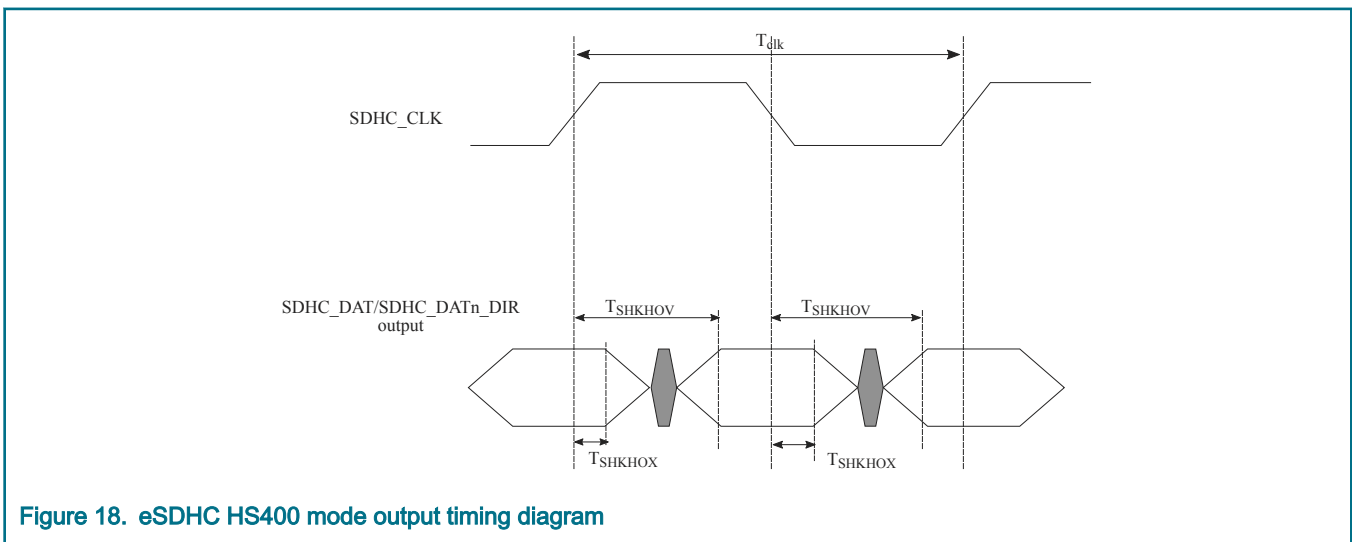 Tclk
SDHC_CLK
SDHC_DAT/SDHC_DATn_DIR
output
TSHKHOV
TSHKHOV
TSHKHOX
TSHKHOX
Figure 18. eSDHC HS400 mode output timing diagram